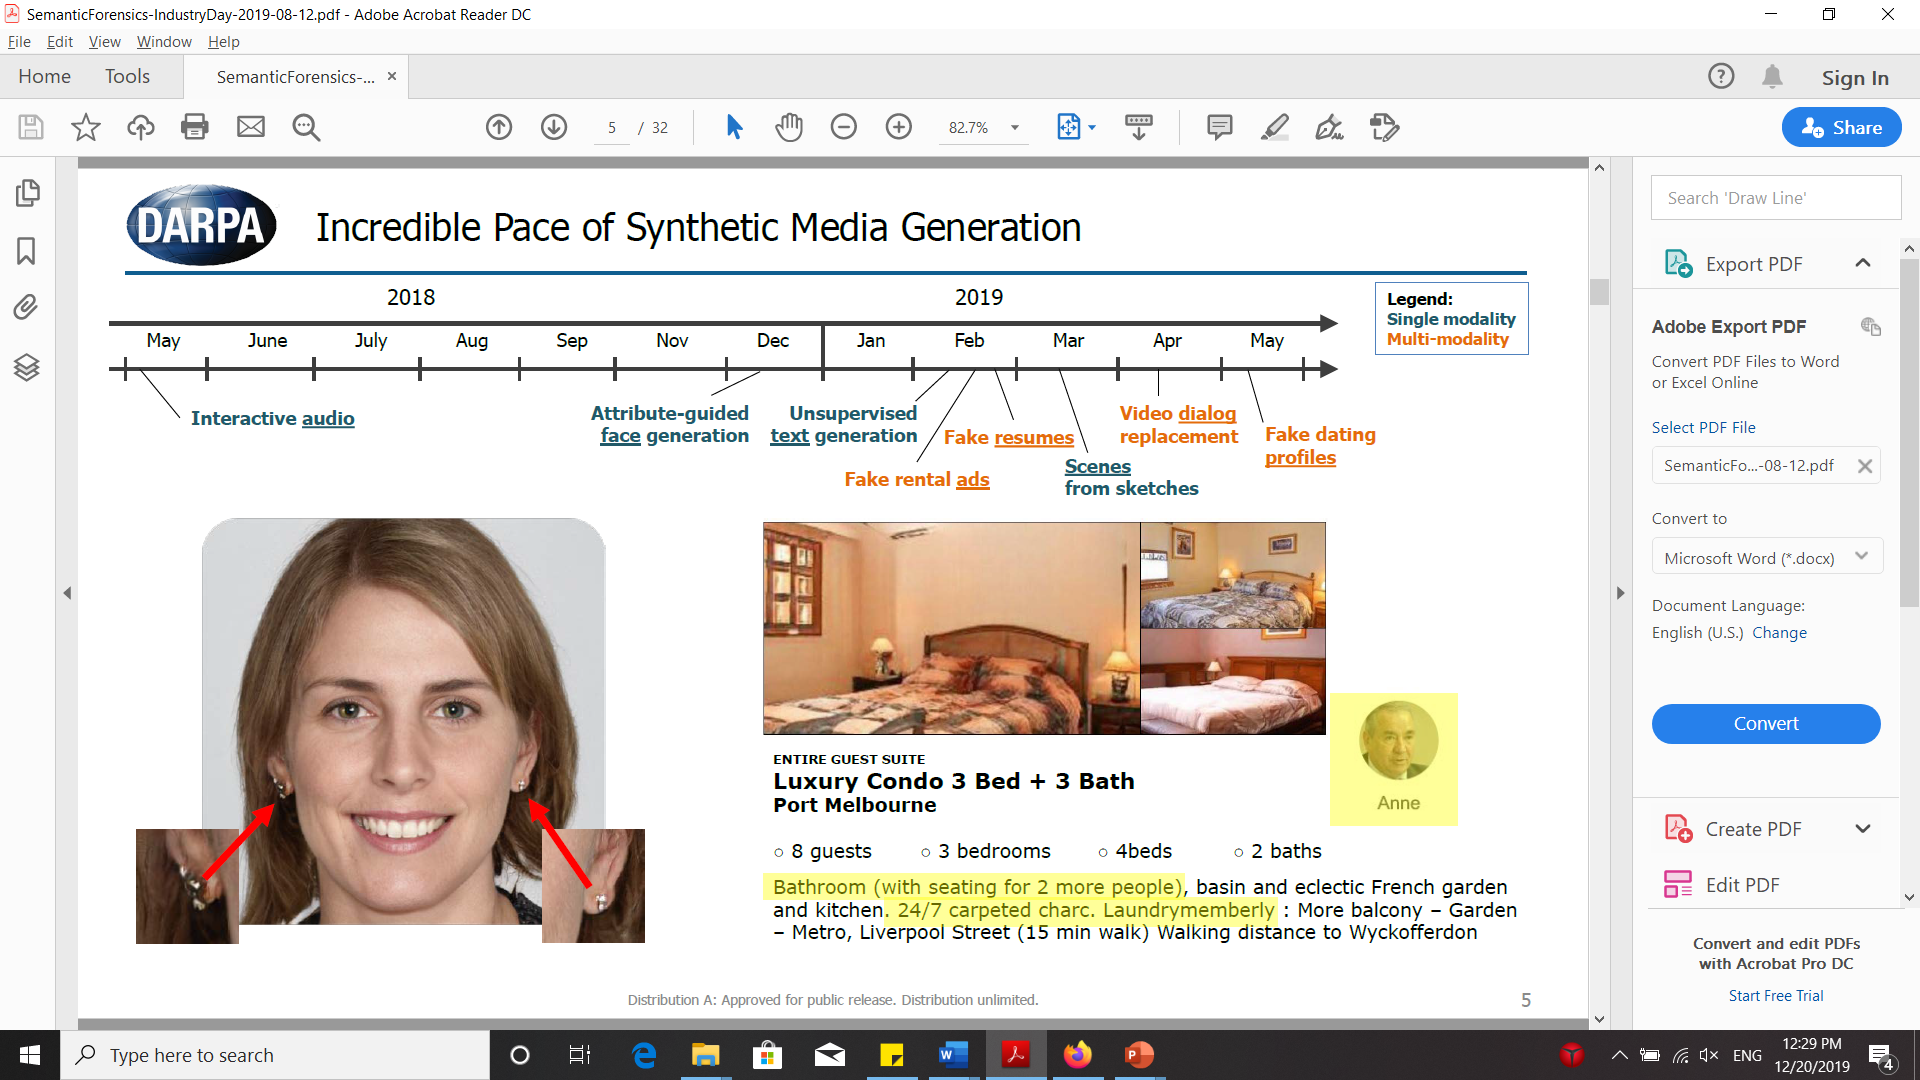 SemanticForensics-IndustryDay-2019-08-12.pdf - Adobe Acrobat Reader DC
File Edit View Window Help
Home Tools SemanticForensics-... × Sign In
5 / 32 82.7% Share
DARPA Incredible Pace of Synthetic Media Generation
2018 2019
May June July Aug Sep Nov Dec Jan Feb Mar Apr May
Legend:
Single modality
Multi-modality
Interactive audio
Attribute-guided
face generation
Unsupervised
text generation
Fake rental ads
Fake resumes
Scenes
from sketches
Video dialog
replacement
Fake dating
profiles
Anne
ENTIRE GUEST SUITE
Luxury Condo 3 Bed + 3 Bath
Port Melbourne
○ 8 guests ○ 3 bedrooms ○ 4beds ○ 2 baths
Bathroom (with seating for 2 more people), basin and eclectic French garden
and kitchen. 24/7 carpeted charc. Laundrymemberly : More balcony – Garden
– Metro, Liverpool Street (15 min walk) Walking distance to Wyckofferdon
Distribution A: Approved for public release. Distribution unlimited.
5
Search 'Draw Line'
Export PDF
Adobe Export PDF
Convert PDF Files to Word
or Excel Online
Select PDF File
SemanticFo...-08-12.pdf
Convert to
Microsoft Word (*.docx)
Document Language:
English (U.S.) Change
Convert
Create PDF
Edit PDF
Convert and edit PDFs
with Acrobat Pro DC
Start Free Trial
Type here to search
ENG
12:29 PM
12/20/2019
4